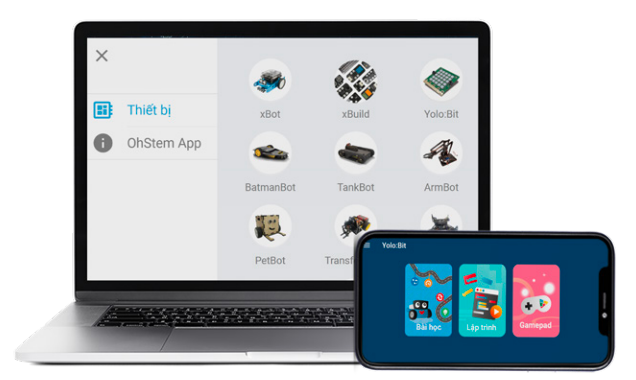 Thiết bị
OhStem App
xBot
xBuild
Yolo:Bit
BatmanBot
TankBot
ArmBot
PetBot
Yolo:Bit
Bài học
Lập trình
Gamepad